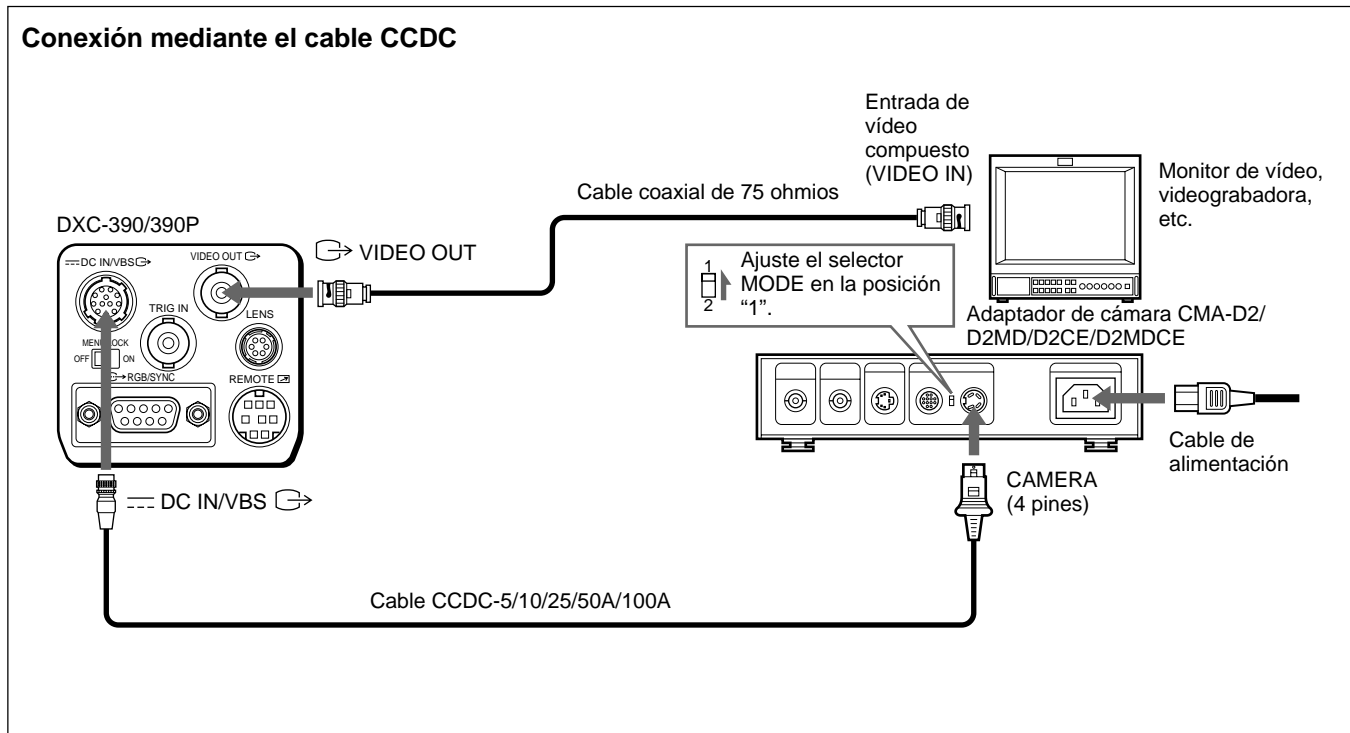 Conexión mediante el cable CCDC
Entrada de
vídeo
compuesto
(VIDEO IN)
Monitor de vídeo,
videograbadora,
etc.
Cable coaxial de 75 ohmios
DXC-390/390P
VIDEO OUT
DC IN/VBS
VIDEO OUT
TRIG IN
LENS
MENU LOCK
OFF
ON
RGB/SYNC
REMOTE
1
2
Ajuste el selector
MODE en la posición
“1”.
Adaptador de cámara CMA-D2/
D2MD/D2CE/D2MDCE
Cable de
alimentación
CAMERA
(4 pines)
DC IN/VBS
Cable CCDC-5/10/25/50A/100A